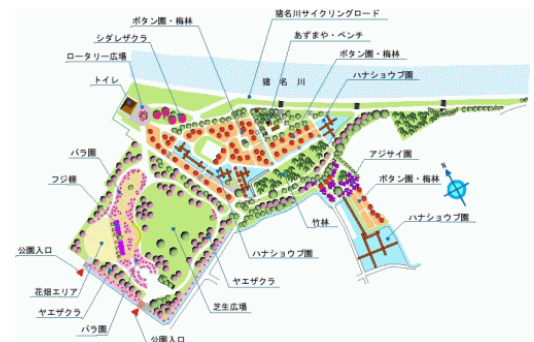 猪名川サイクリングロード
ボタン園・梅林
あずまや・ベンチ
シダレザクラ
ボタン園・梅林
ロータリー広場
猪名川
ハナショウブ園
トイレ
アジサイ園
バラ園
ボタン園・梅林
フジ棚
竹林
ハナショウブ園
公園入口
ハナショウブ園
花畑エリア
ヤエザクラ
ヤエザクラ
芝生広場
バラ園
公園入口
N